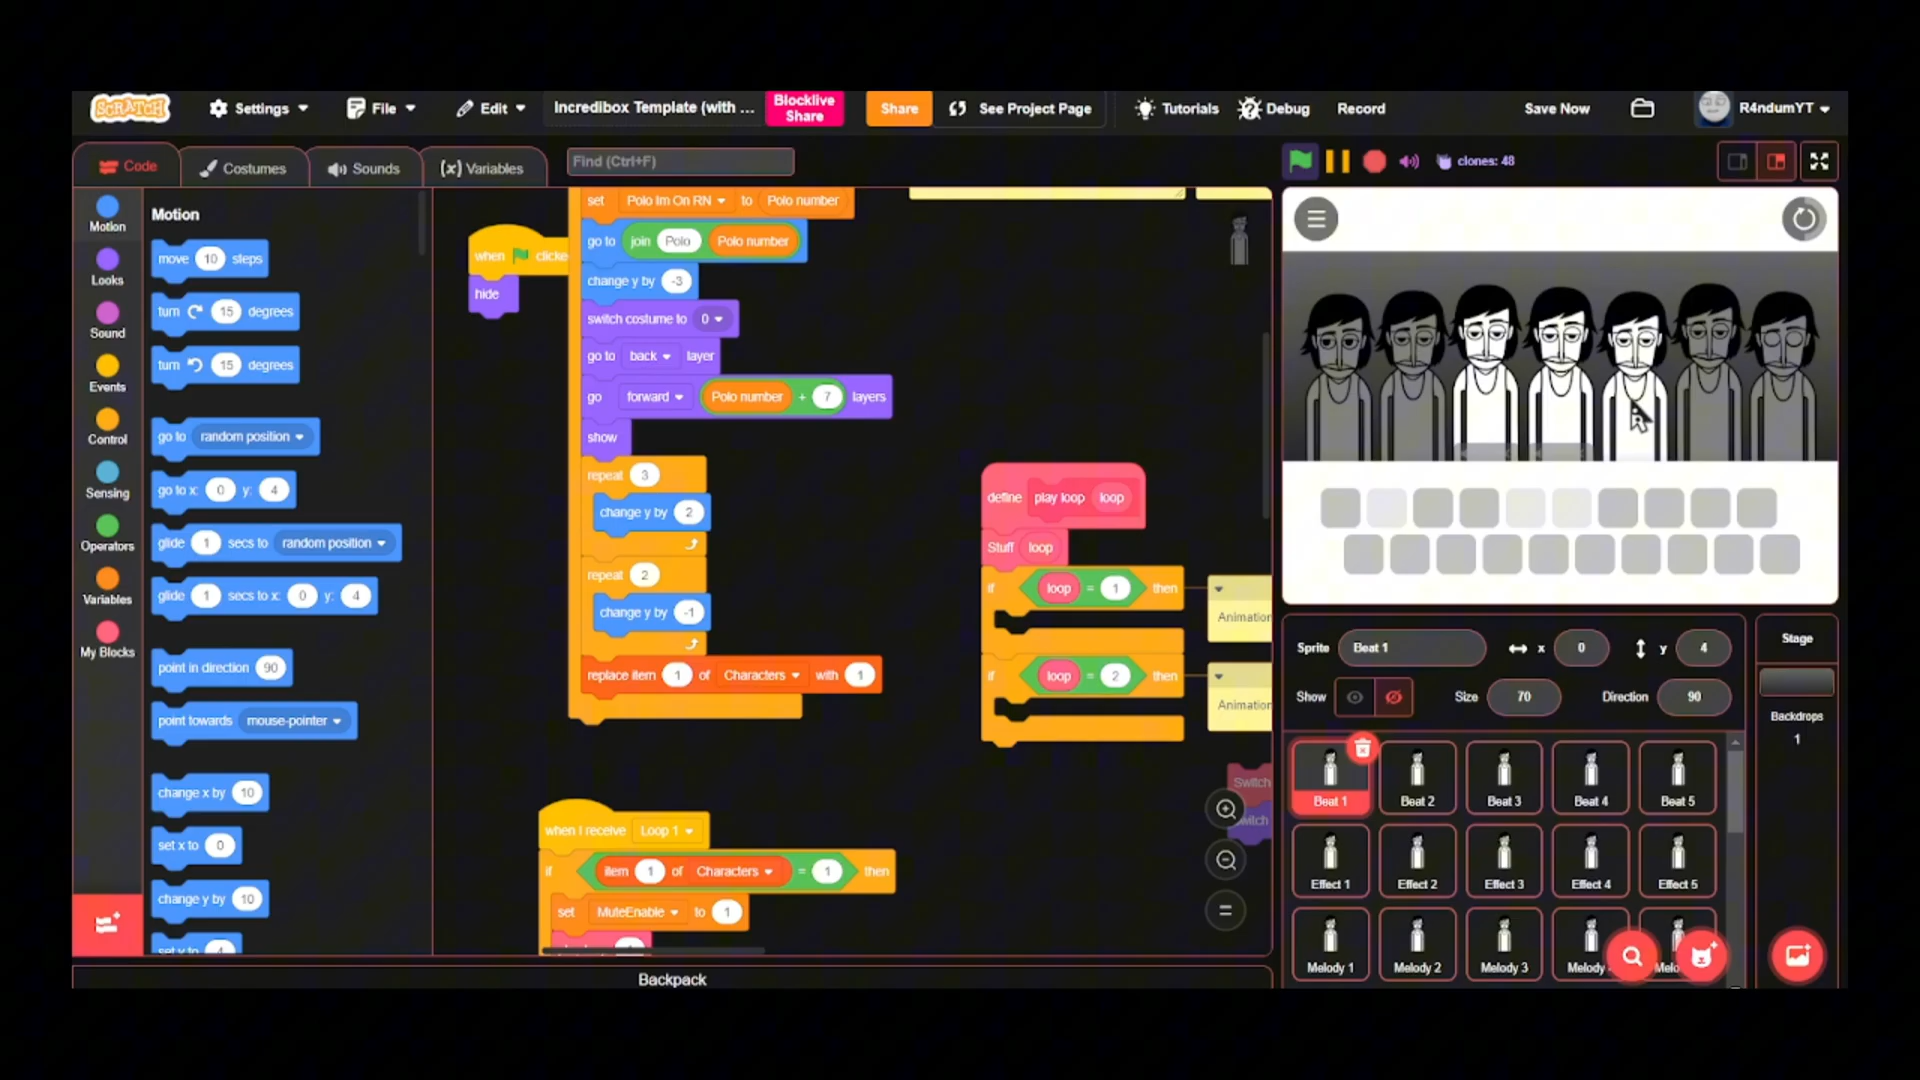 SCRATCH Settings File Edit Incredibox Template (with ... Blocklive Share Share See Project Page Tutorials Debug Record Save Now R4ndumYT
Code Costumes Sounds (x) Variables Find (Ctrl+F) clones: 48
Motion
Looks
Sound
Events
Control
Sensing
Operators
Variables
My Blocks
Motion
move 10 steps
turn 15 degrees
turn 15 degrees
go to random position
go to x: 0 y: 4
glide 1 secs to random position
glide 1 secs to x: 0 y: 4
point in direction 90
point towards mouse-pointer
change x by 10
set x to 0
change y by 10
set y to 4
when clicke
hide
set Polo Im On RN to Polo number
go to join Polo Polo number
change y by -3
switch costume to 0
go to back layer
go forward Polo number + 7 layers
show
repeat 3
change y by 2
repeat 2
change y by -1
replace item 1 of Characters with 1
when I receive Loop 1
if item 1 of Characters = 1 then
set MuteEnable to 1
define play loop loop
Stuff loop
if loop = 1 then
Animation
if loop = 2 then
Animation
Switch
witch
Backpack
Sprite Beat 1 x 0 y 4
Show Size 70 Direction 90
Beat 1 Beat 2 Beat 3 Beat 4 Beat 5
Effect 1 Effect 2 Effect 3 Effect 4 Effect 5
Melody 1 Melody 2 Melody 3 Melody Melo
Stage
Backdrops
1